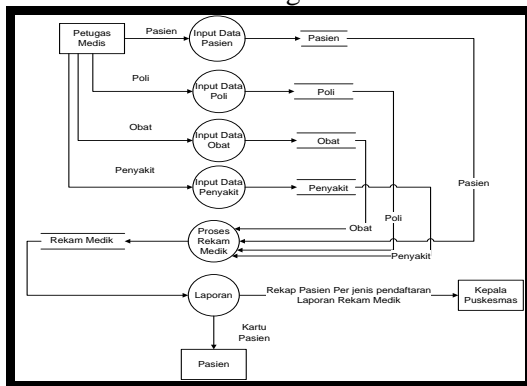 Petugas
Medis
Pasien
Input Data
Pasien
Pasien
Poli
Input Data
Poli
Poli
Obat
Input Data
Obat
Obat
Penyakit
Input Data
Penyakit
Penyakit
Pasien
Poli
Obat
Penyakit
Proses
Rekam
Medik
Rekam Medik
Laporan
Rekap Pasien Per jenis pendaftaran
Laporan Rekam Medik
Kepala
Puskesmas
Kartu
Pasien
Pasien